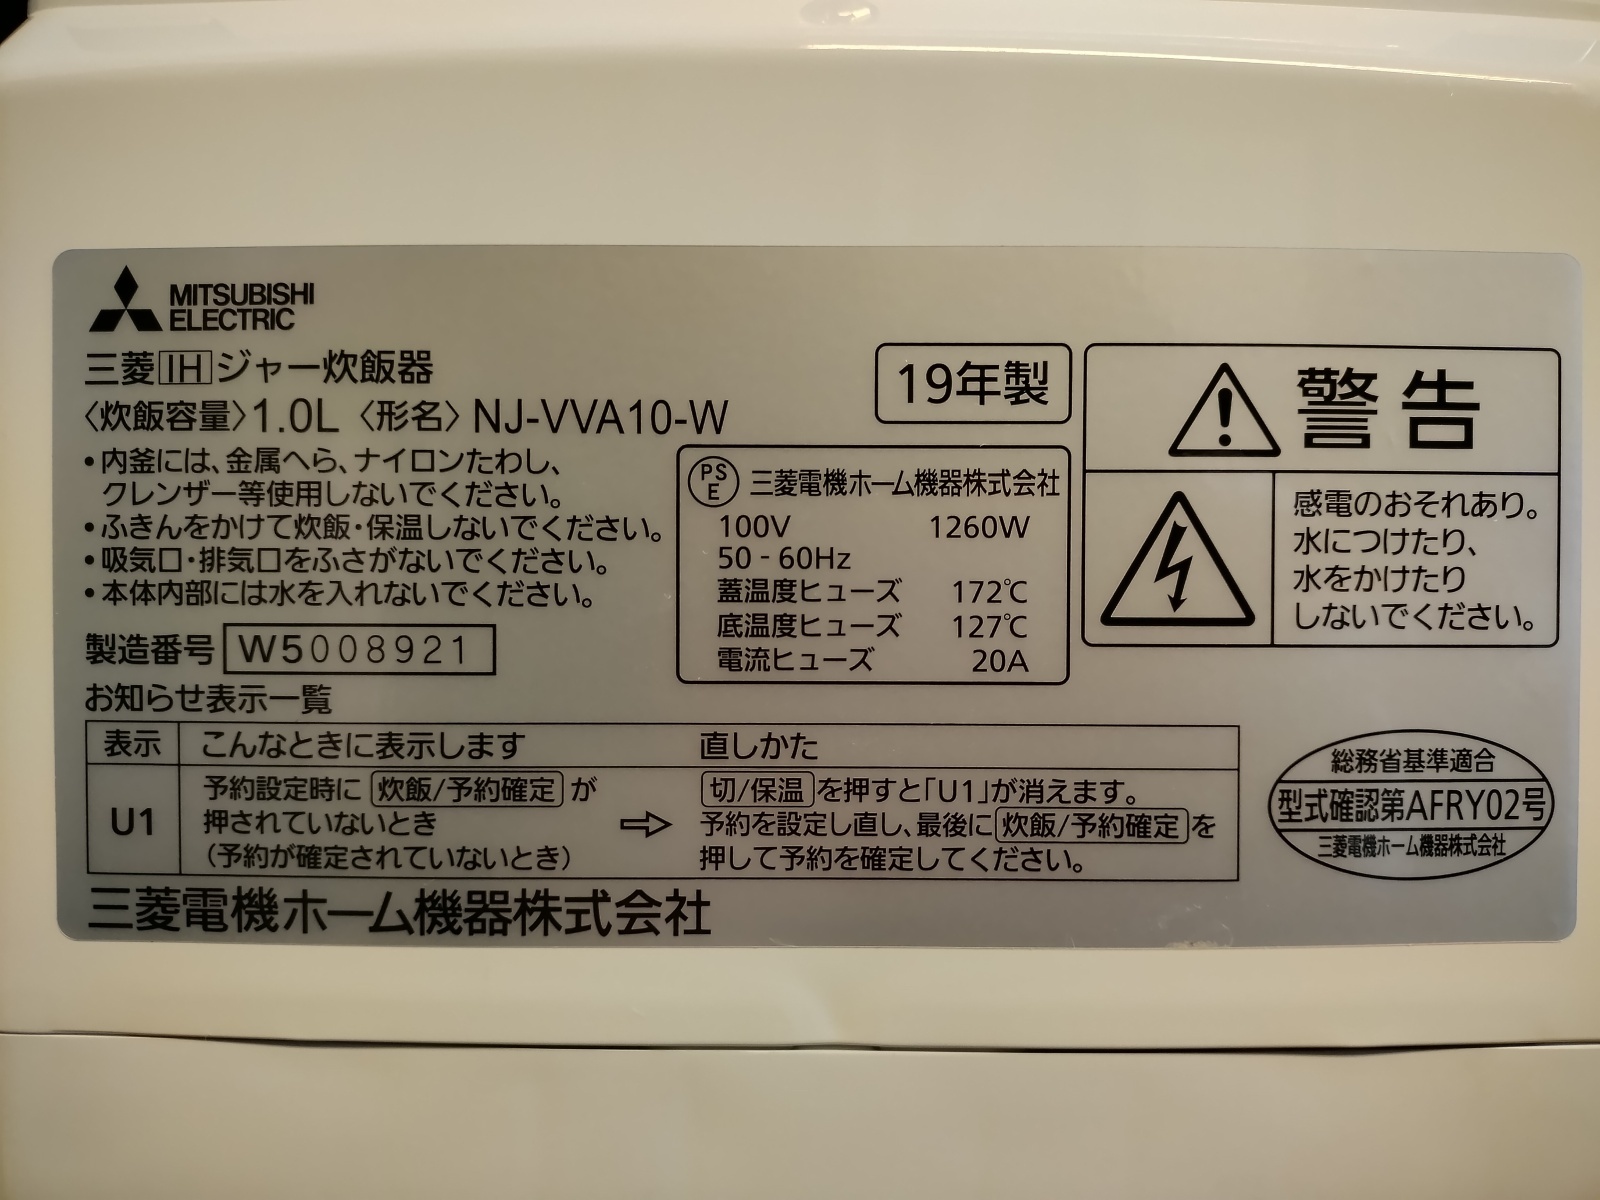 MITSUBISHI
ELECTRIC
三菱IHジャー炊飯器
〈炊飯容量〉1.0L 〈形名〉NJ-VVA10-W
•内釜には、金属へら、ナイロンたわし、
クレンザー等使用しないでください。
•ふきんをかけて炊飯・保温しないでください。
•吸気口・排気口をふさがないでください。
•本体内部には水を入れないでください。
製造番号 W5008921
19年製
PS
E
三菱電機ホーム機器株式会社
100V 1260W
50 - 60Hz
蓋温度ヒューズ 172℃
底温度ヒューズ 127℃
電流ヒューズ 20A
警告
感電のおそれあり。
水につけたり、
水をかけたり
しないでください。
お知らせ表示一覧
表示 こんなときに表示します 直しかた
U1
予約設定時に 炊飯/予約確定 が
押されていないとき
（予約が確定されていないとき）
切/保温 を押すと「U1」が消えます。
予約を設定し直し、最後に 炊飯/予約確定 を
押して予約を確定してください。
総務省基準適合
型式確認第AFRY02号
三菱電機ホーム機器株式会社
三菱電機ホーム機器株式会社